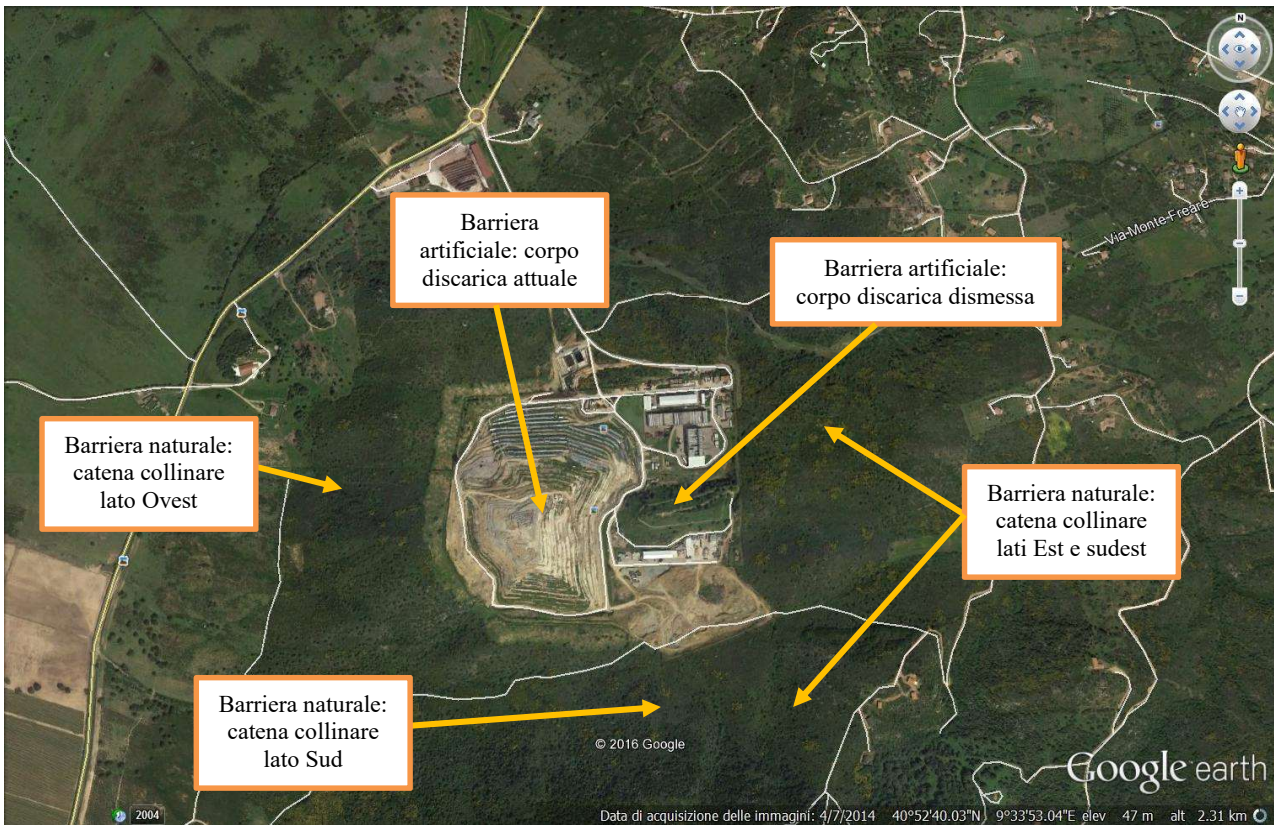 N
Via-Monte-Freare
Barriera
artificiale: corpo
discarica attuale
Barriera artificiale:
corpo discarica dismessa
Barriera naturale:
catena collinare
lato Ovest
Barriera naturale:
catena collinare
lati Est e sudest
Barriera naturale:
catena collinare
lato Sud
© 2016 Google
Google earth
2004
Data di acquisizione delle immagini: 4/7/2014 40°52'40.03"N 9°33'53.04"E elev 47 m alt 2.31 km